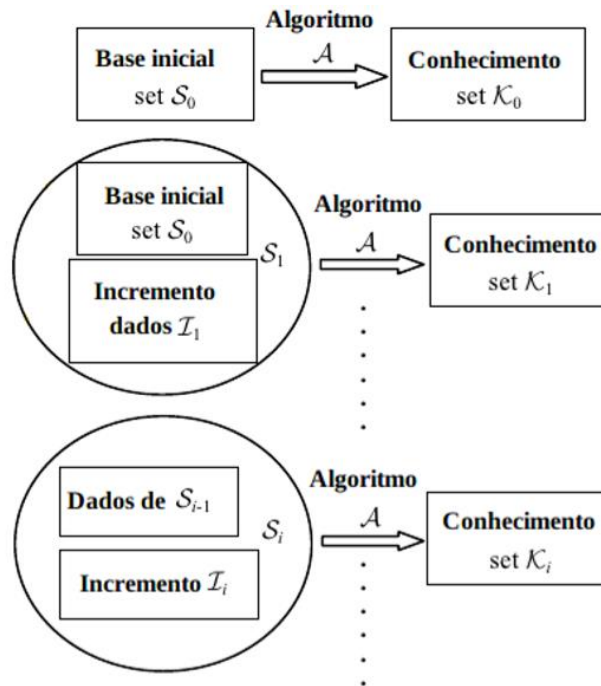 Algoritmo
𝒜
Base inicial
set 𝒮₀
Conhecimento
set 𝒦₀
Base inicial
set 𝒮₀
𝒮₁
Incremento
dados ℐ₁
Algoritmo
𝒜
Conhecimento
set 𝒦₁
Dados de 𝒮ᵢ₋₁
𝒮ᵢ
Incremento ℐᵢ
Algoritmo
𝒜
Conhecimento
set 𝒦ᵢ